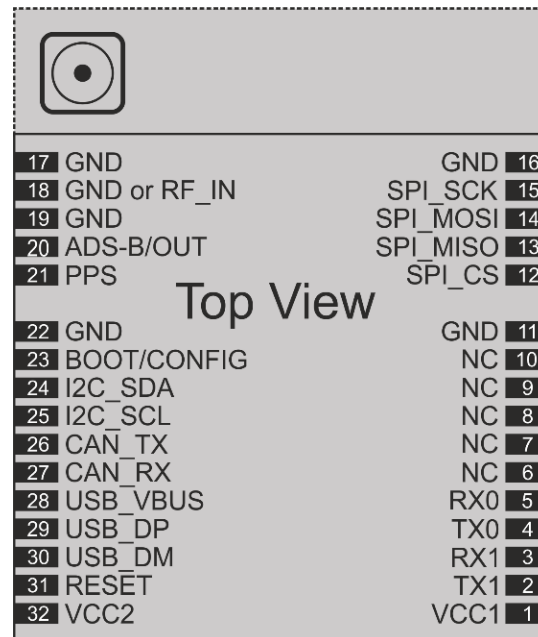 17 GND GND 16
18 GND or RF_IN SPI_SCK 15
19 GND SPI_MOSI 14
20 ADS-B/OUT SPI_MISO 13
21 PPS SPI_CS 12
Top View
22 GND GND 11
23 BOOT/CONFIG NC 10
24 I2C_SDA NC 9
25 I2C_SCL NC 8
26 CAN_TX NC 7
27 CAN_RX NC 6
28 USB_VBUS RX0 5
29 USB_DP TX0 4
30 USB_DM RX1 3
31 RESET TX1 2
32 VCC2 VCC1 1